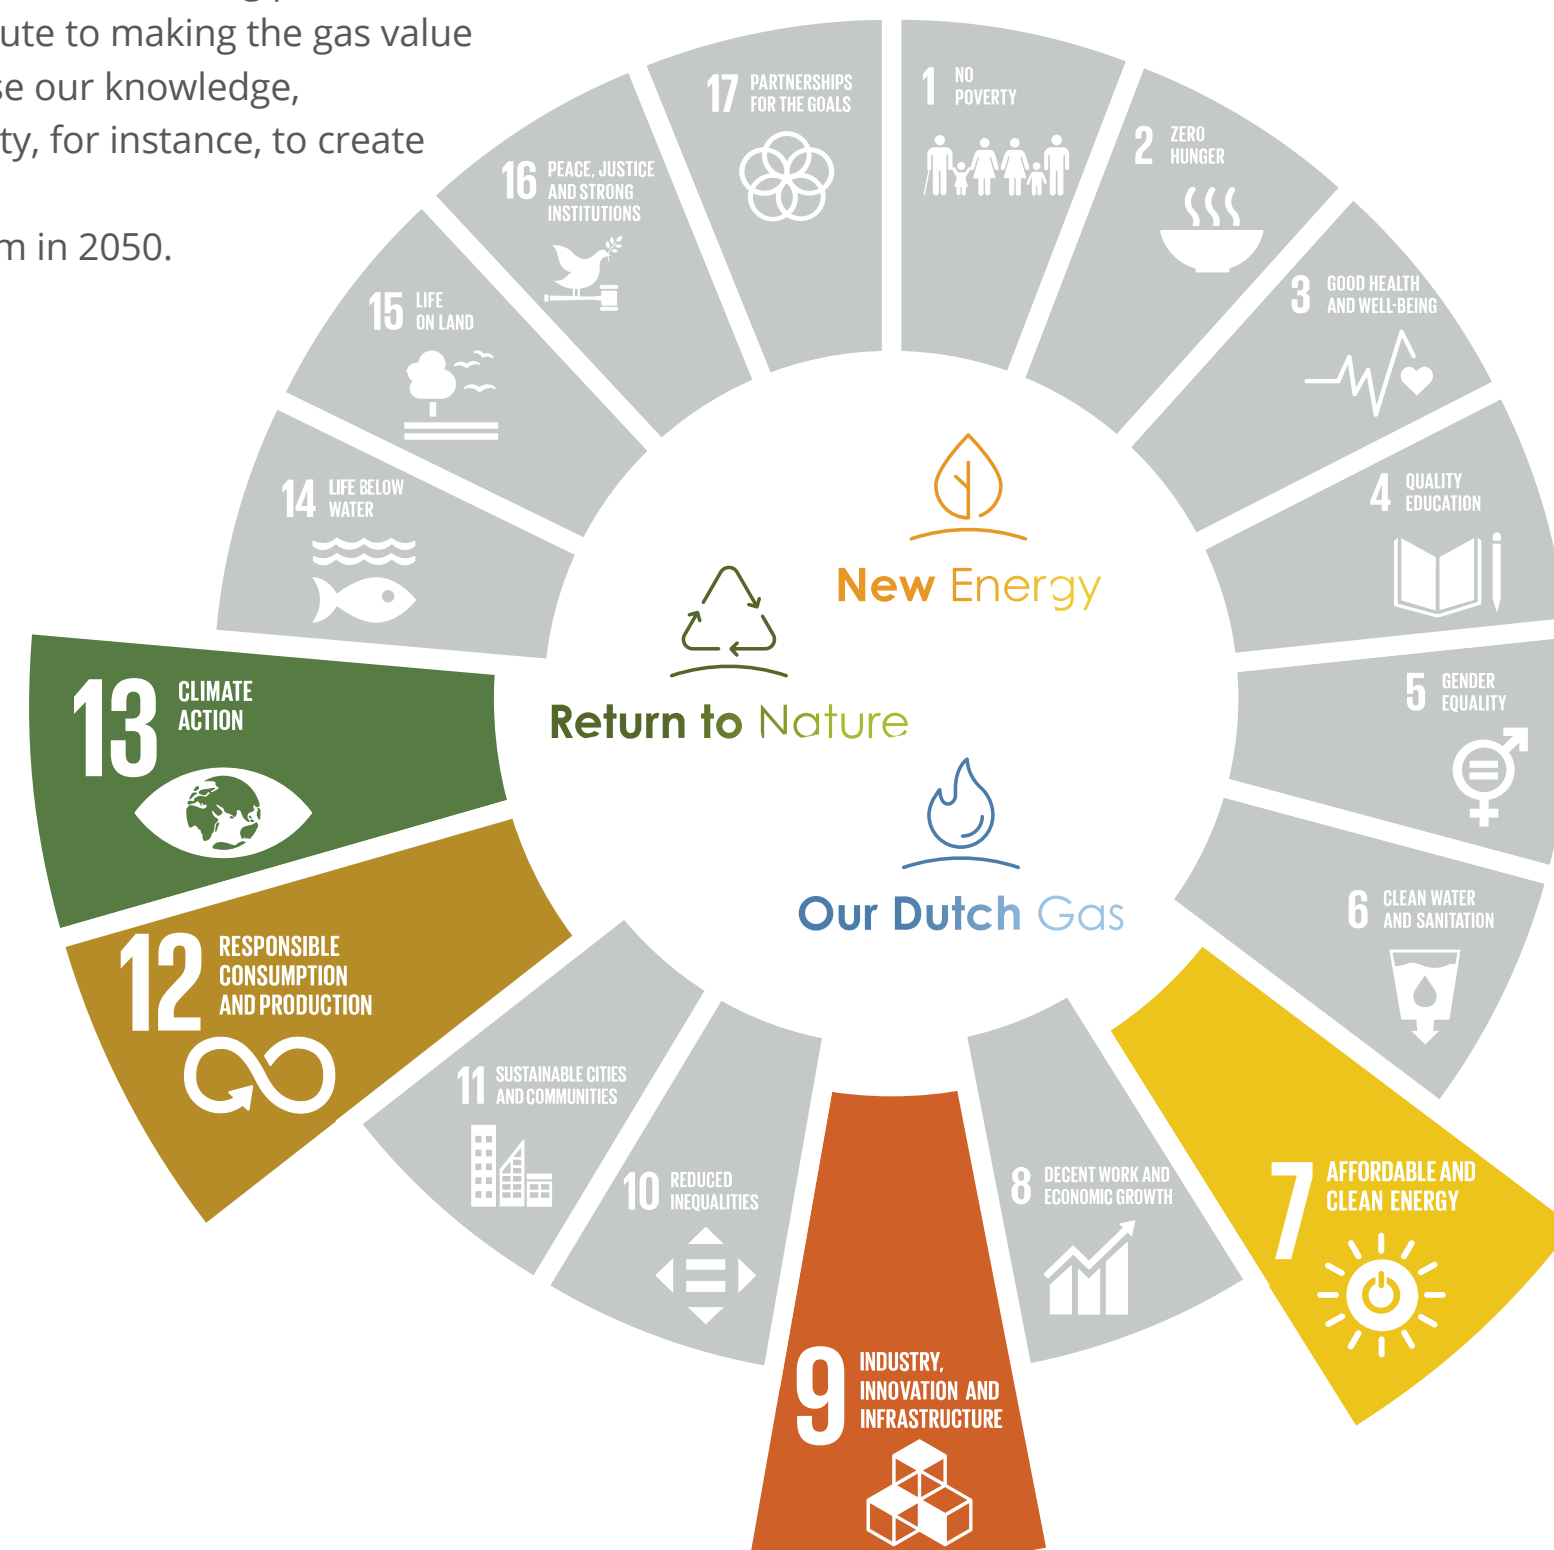 ute to making the gas value
se our knowledge,
ty, for instance, to create
m in 2050.
17 PARTNERSHIPS
FOR THE GOALS
1 NO
POVERTY
2 ZERO
HUNGER
3 GOOD HEALTH
AND WELL-BEING
4 QUALITY
EDUCATION
5 GENDER
EQUALITY
6 CLEAN WATER
AND SANITATION
7 AFFORDABLE AND
CLEAN ENERGY
8 DECENT WORK AND
ECONOMIC GROWTH
9 INDUSTRY,
INNOVATION AND
INFRASTRUCTURE
10 REDUCED
INEQUALITIES
11 SUSTAINABLE CITIES
AND COMMUNITIES
12 RESPONSIBLE
CONSUMPTION
AND PRODUCTION
13 CLIMATE
ACTION
14 LIFE BELOW
WATER
15 LIFE
ON LAND
16 PEACE, JUSTICE
AND STRONG
INSTITUTIONS
New Energy
Return to Nature
Our Dutch Gas